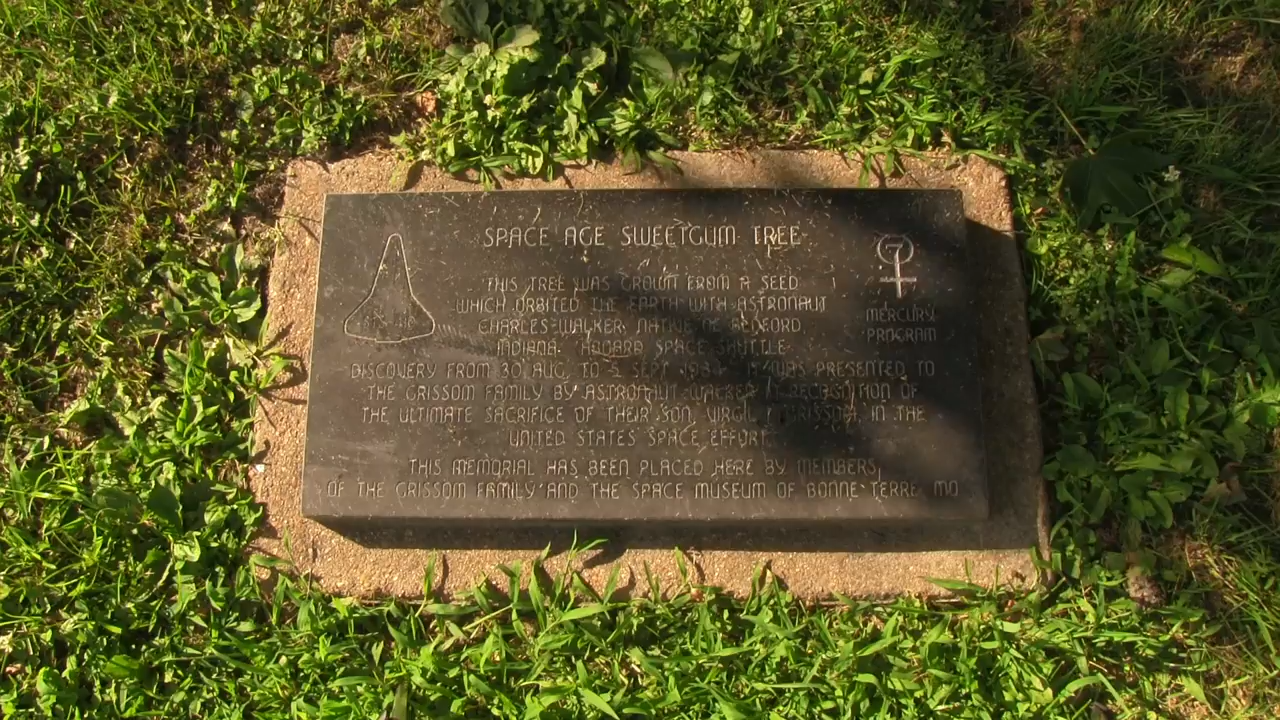 SPACE AGE SWEETGUM TREE
THIS TREE WAS GROWN FROM A SEED
WHICH ORBITED THE EARTH WITH ASTRONAUT
CHARLES WALKER, NATIVE OF BEDFORD,
INDIANA. ABOARD SPACE SHUTTLE
DISCOVERY FROM 30 AUG. TO 5 SEPT. WAS PRESENTED TO
THE GRISSOM FAMILY BY ASTRONAUT WALKER IN RECOGNITION OF
THE ULTIMATE SACRIFICE OF THEIR SON, VIRGIL GRISSOM, IN THE
UNITED STATES SPACE EFFORT.
THIS MEMORIAL HAS BEEN PLACED HERE BY MEMBERS
OF THE GRISSOM FAMILY AND THE SPACE MUSEUM OF BONNE TERRE MO
7
MERCURY
PROGRAM